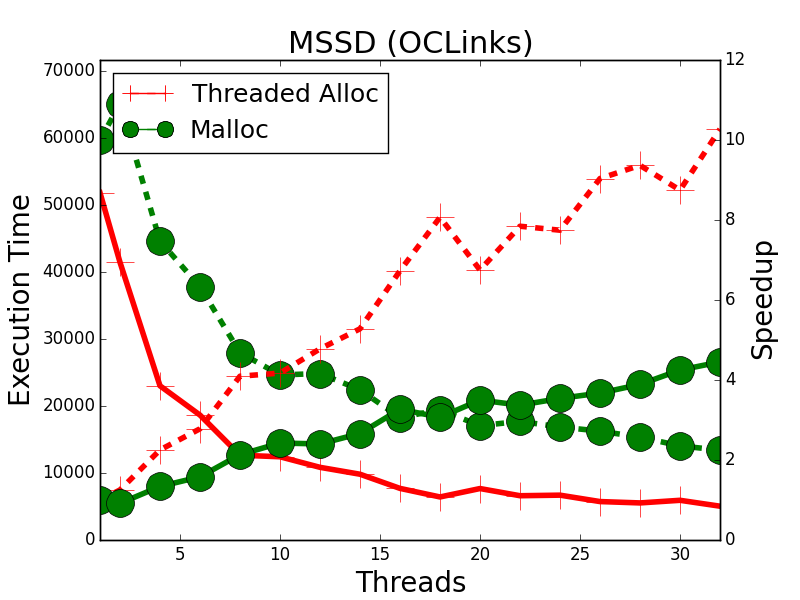 MSSD (OCLinks)
Threaded Alloc
Malloc
Execution Time
70000
60000
50000
40000
30000
20000
10000
0
12
10
8
6
4
2
0
Speedup
5 10 15 20 25 30
Threads